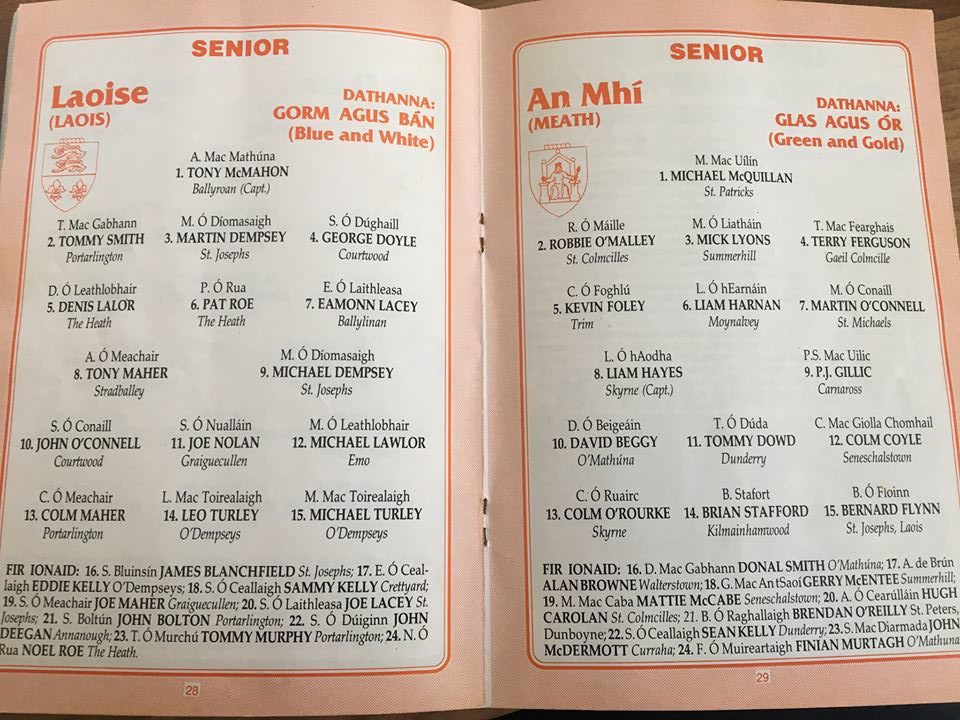 SENIOR
Laoise
(LAOIS)
DATHANNA:
GORM AGUS BÁN
(Blue and White)
A. Mac Mathúna
1. TONY McMAHON
Ballyroan (Capt.)
T. Mac Gabhann M. Ó Díomasaigh S. Ó Dúghaill
2. TOMMY SMITH 3. MARTIN DEMPSEY 4. GEORGE DOYLE
Portarlington St. Josephs Courtwood
D. Ó Leathlobhair P. Ó Rua E. Ó Laithleasa
5. DENIS LALOR 6. PAT ROE 7. EAMONN LACEY
The Heath The Heath Ballylinan
A. Ó Meachair M. Ó Díomasaigh
8. TONY MAHER 9. MICHAEL DEMPSEY
Stradballey St. Josephs
S. Ó Conaill S. Ó Nualláin M. Ó Leathlobhair
10. JOHN O'CONNELL 11. JOE NOLAN 12. MICHAEL LAWLOR
Courtwood Graiguecullen Emo
C. Ó Meachair L. Mac Toirealaigh M. Mac Toirealaigh
13. COLM MAHER 14. LEO TURLEY 15. MICHAEL TURLEY
Portarlington O'Dempseys O'Dempseys
FIR IONAID: 16. S. Bluinsín JAMES BLANCHFIELD St. Josephs; 17. E. Ó Ceal-
laigh EDDIE KELLY O'Dempseys; 18. S. Ó Ceallaigh SAMMY KELLY Crettyard;
19. S. Ó Meachair JOE MAHER Graiguecullen; 20. S. Ó Laithleasa JOE LACEY St.
Josephs; 21. S. Boltún JOHN BOLTON Portarlington; 22. S. Ó Dúiginn JOHN
DEEGAN Annanough; 23. T. Ó Murchú TOMMY MURPHY Portarlington; 24. N. Ó
Rua NOEL ROE The Heath.
28
SENIOR
An Mhí
(MEATH)
DATHANNA:
GLAS AGUS ÓR
(Green and Gold)
M. Mac Uílín
1. MICHAEL McQUILLAN
St. Patricks
R. Ó Máille M. Ó Liatháin T. Mac Fearghais
2. ROBBIE O'MALLEY 3. MICK LYONS 4. TERRY FERGUSON
St. Colmcilles Summerhill Gaeil Colmcille
C. Ó Foghlú L. Ó hEarnáin M. Ó Conaill
5. KEVIN FOLEY 6. LIAM HARNAN 7. MARTIN O'CONNELL
Trim Moynalvey St. Michaels
L. Ó hAodha P.S. Mac Uilic
8. LIAM HAYES 9. P.J. GILLIC
Skyrne (Capt.) Carnaross
D. Ó Beigeáin T. Ó Dúda C. Mac Giolla Chomhail
10. DAVID BEGGY 11. TOMMY DOWD 12. COLM COYLE
O'Mathúna Dunderry Seneschalstown
C. Ó Ruairc B. Stafort B. Ó Floinn
13. COLM O'ROURKE 14. BRIAN STAFFORD 15. BERNARD FLYNN
Skyrne Kilmainhamwood St. Josephs, Laois
FIR IONAID: 16. D. Mac Gabhann DONAL SMITH O'Mathúna; 17. A. de Brún
ALAN BROWNE Walterstown; 18. G. Mac An tSaoí GERRY McENTEE Summerhill;
19. M. Mac Caba MATTIE McCABE Seneschalstown; 20. A. Ó Cearúláin HUGH
CAROLAN St. Colmcilles; 21. B. Ó Raghallaigh BRENDAN O'REILLY St. Peters,
Dunboyne; 22. S. Ó Ceallaigh SEAN KELLY Dunderry; 23. S. Mac Diarmada JOHN
McDERMOTT Curraha; 24. F. Ó Muireartaigh FINIAN MURTAGH O'Mathuna
29